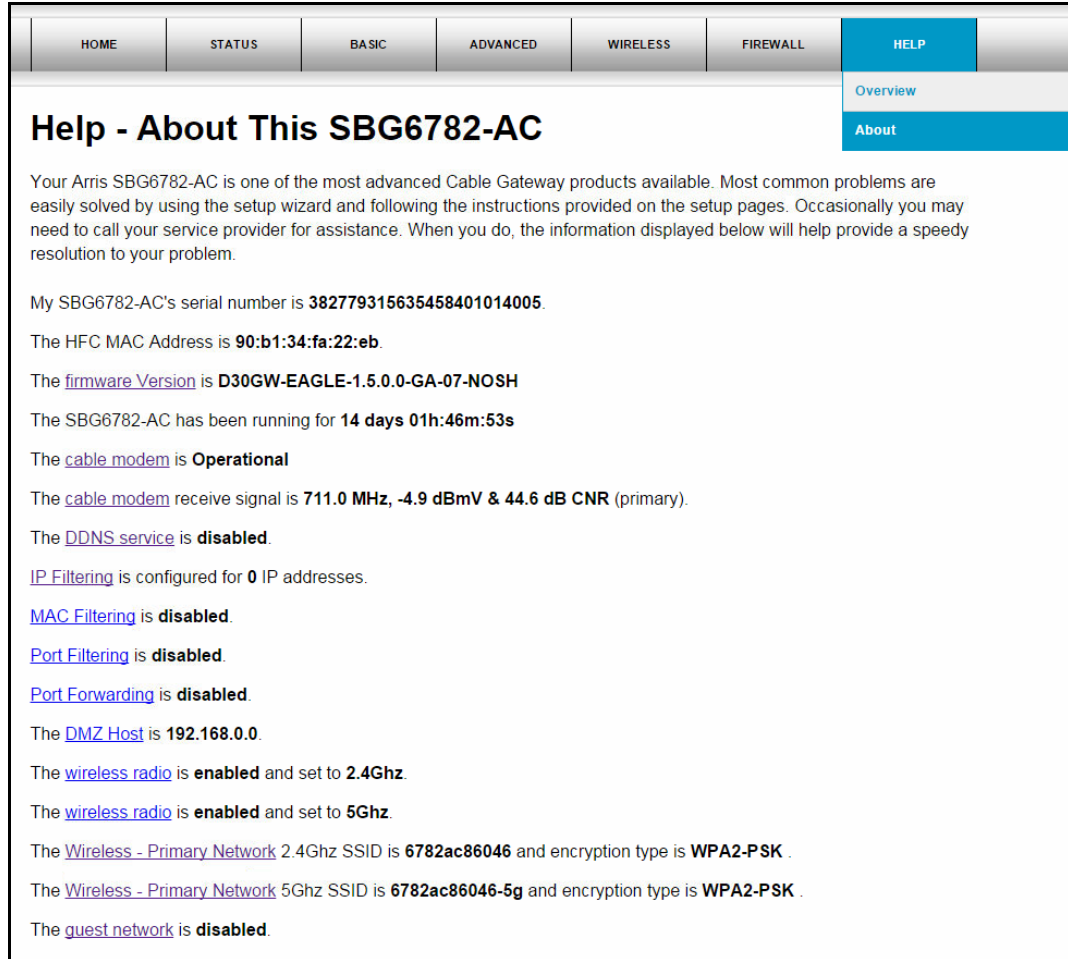 HOME STATUS BASIC ADVANCED WIRELESS FIREWALL HELP
Overview
About
Help - About This SBG6782-AC
Your Arris SBG6782-AC is one of the most advanced Cable Gateway products available. Most common problems are
easily solved by using the setup wizard and following the instructions provided on the setup pages. Occasionally you may
need to call your service provider for assistance. When you do, the information displayed below will help provide a speedy
resolution to your problem.
My SBG6782-AC's serial number is 382779315635458401014005.
The HFC MAC Address is 90:b1:34:fa:22:eb.
The firmware Version is D30GW-EAGLE-1.5.0.0-GA-07-NOSH
The SBG6782-AC has been running for 14 days 01h:46m:53s
The cable modem is Operational
The cable modem receive signal is 711.0 MHz, -4.9 dBmV & 44.6 dB CNR (primary).
The DDNS service is disabled.
IP Filtering is configured for 0 IP addresses.
MAC Filtering is disabled.
Port Filtering is disabled.
Port Forwarding is disabled.
The DMZ Host is 192.168.0.0.
The wireless radio is enabled and set to 2.4Ghz.
The wireless radio is enabled and set to 5Ghz.
The Wireless - Primary Network 2.4Ghz SSID is 6782ac86046 and encryption type is WPA2-PSK .
The Wireless - Primary Network 5Ghz SSID is 6782ac86046-5g and encryption type is WPA2-PSK .
The guest network is disabled.